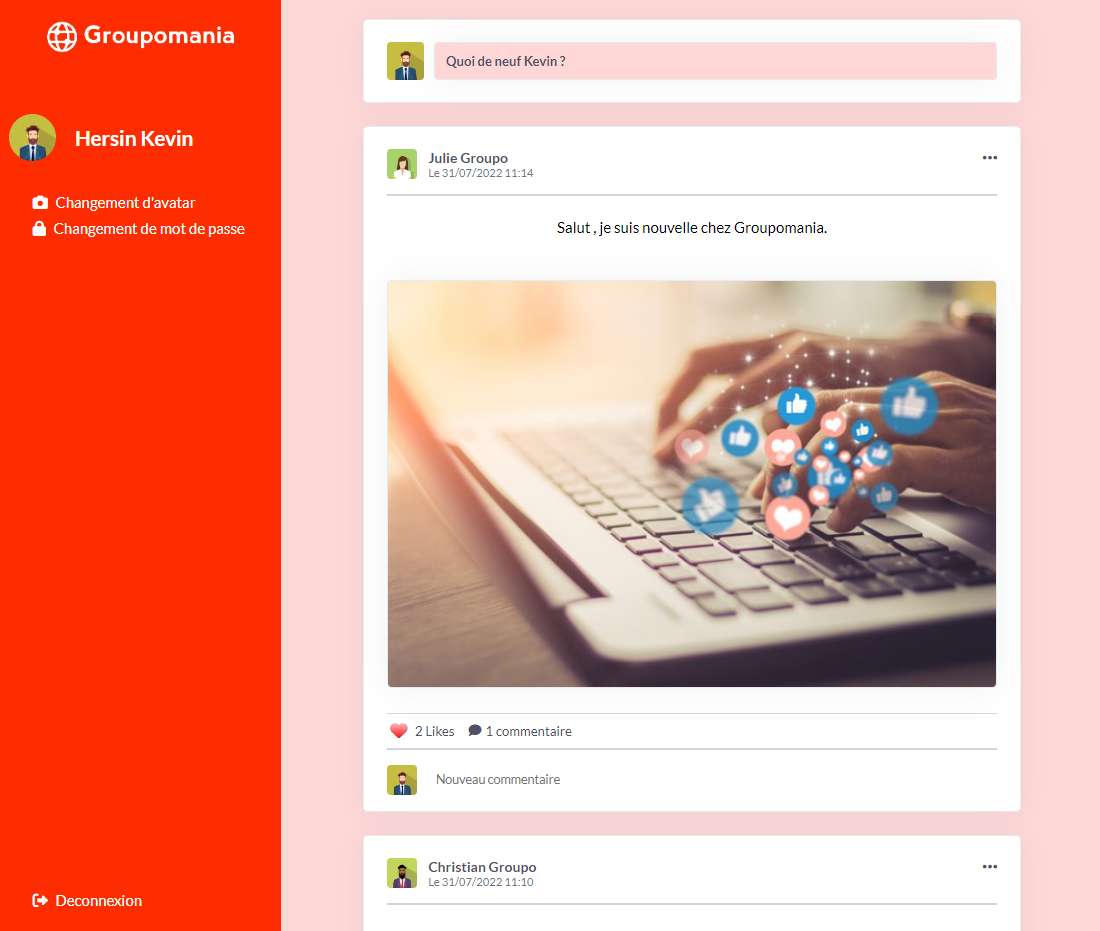 Groupomania
Hersin Kevin
Changement d'avatar
Changement de mot de passe
Deconnexion
Quoi de neuf Kevin ?
Julie Groupo
Le 31/07/2022 11:14
Salut , je suis nouvelle chez Groupomania.
2 Likes 1 commentaire
Nouveau commentaire
Christian Groupo
Le 31/07/2022 11:10